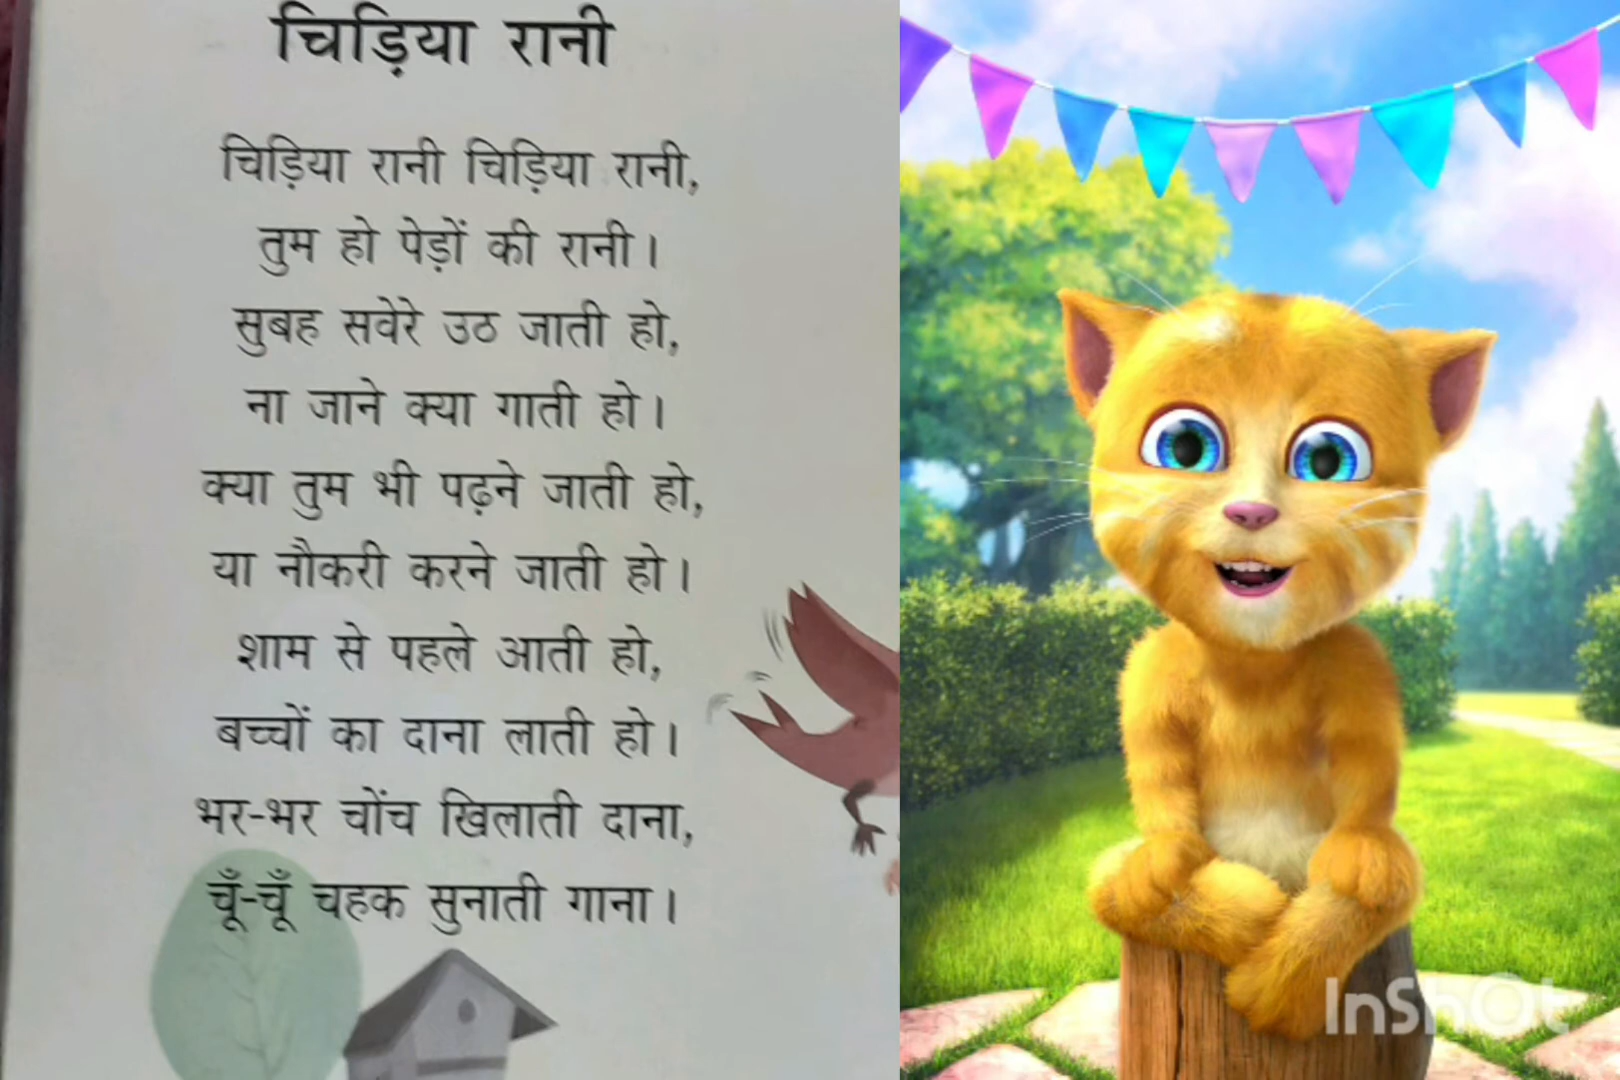 चिड़िया रानी
चिड़िया रानी चिड़िया रानी,
तुम हो पेड़ों की रानी।
सुबह सवेरे उठ जाती हो,
ना जाने क्या गाती हो।
क्या तुम भी पढ़ने जाती हो,
या नौकरी करने जाती हो।
शाम से पहले आती हो,
बच्चों का दाना लाती हो।
भर-भर चोंच खिलाती दाना,
चूँ-चूँ चहक सुनाती गाना।
InShOt